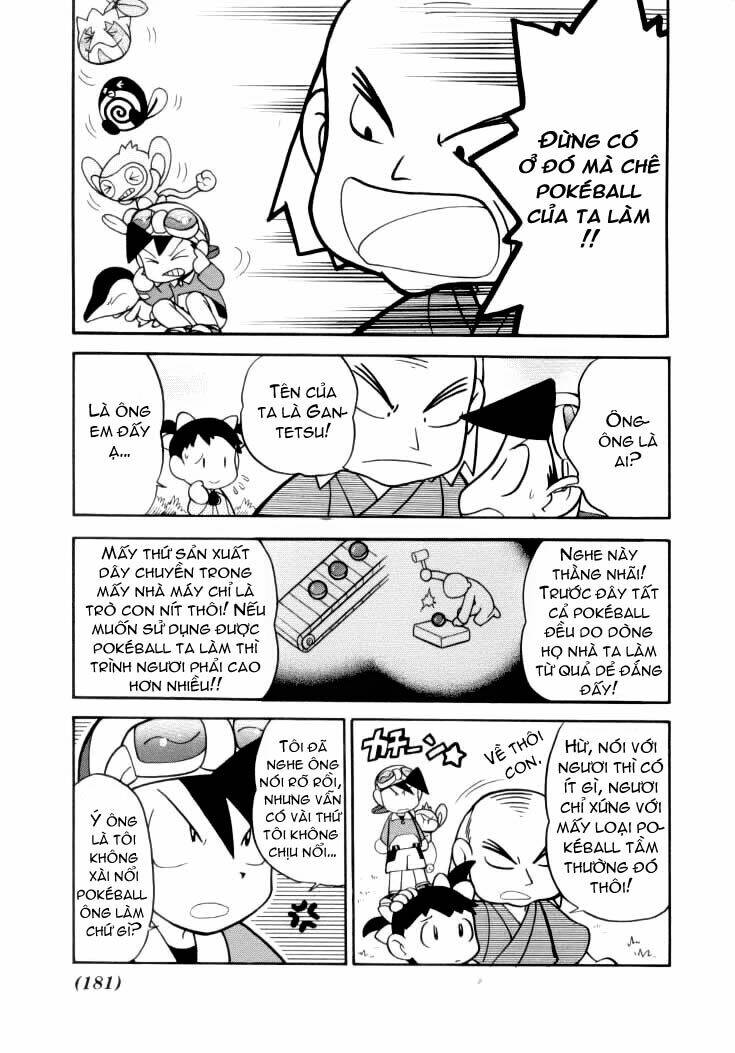 ĐỪNG CÓ
Ở ĐÓ MÀ CHÊ
POKÉBALL
CỦA TA LÀM
!!
ÔNG-
ÔNG LÀ
AI?
TÊN CỦA
TA LÀ GAN-
TETSU!
LÀ ÔNG
EM ĐẤY
Ạ...
NGHE NÀY
THẰNG NHÃI!
TRƯỚC ĐÂY TẤT
CẢ POKÉBALL
ĐỀU DO DÒNG
HỌ NHÀ TA LÀM
TỪ QUẢ DẺ ĐẮNG
ĐẤY!
MẤY THỨ SẢN XUẤT
DÂY CHUYỀN TRONG
MẤY NHÀ MÁY CHỈ LÀ
TRÒ CON NÍT THÔI! NẾU
MUỐN SỬ DỤNG ĐƯỢC
POKÉBALL TA LÀM THÌ
TRÌNH NGƯƠI PHẢI CAO
HƠN NHIỀU!!
HỪ, NÓI VỚI
NGƯƠI THÌ CÓ
ÍT GÌ, NGƯƠI
CHỈ XỨNG VỚI
MẤY LOẠI PO-
KÉBALL TẦM
THƯỜNG ĐÓ
THÔI!
VỀ THÔI
CON.
ガチーン★
TÔI ĐÃ
NGHE ÔNG
NÓI RÕ RỒI,
NHƯNG VẪN
CÓ VÀI THỨ
TÔI KHÔNG
CHỊU NỔI...
Ý ÔNG
LÀ TÔI
KHÔNG
XÀI NỔI
POKÉBALL
ÔNG LÀM
CHỨ GÌ?
(181)